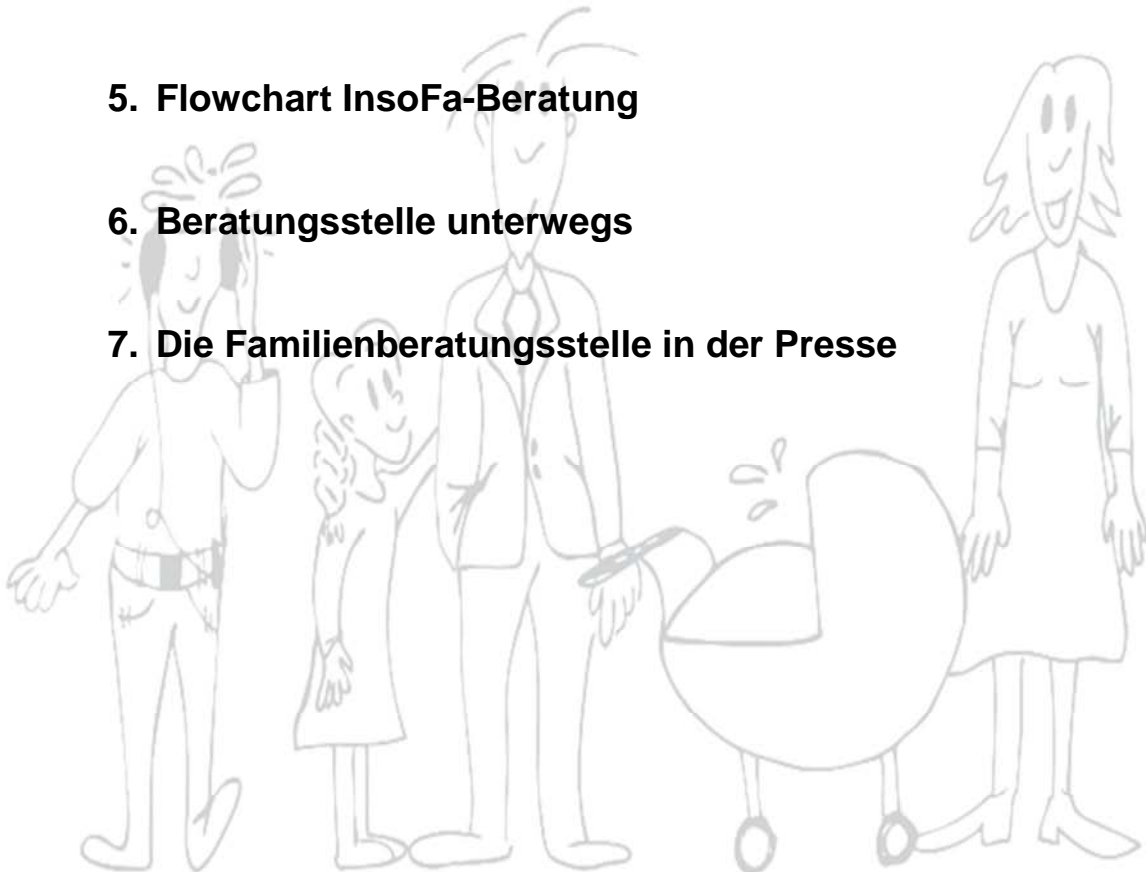 5. Flowchart InsoFa-Beratung
6. Beratungsstelle unterwegs
7. Die Familienberatungsstelle in der Presse